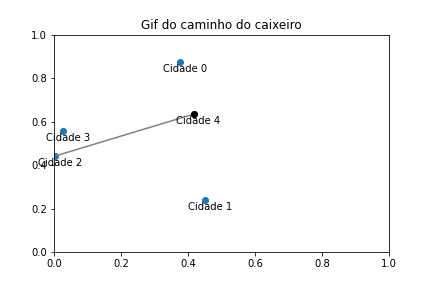 Gif do caminho do caixeiro
1.0
Cidade 0
0.8
0.6
Cidade 4
Cidade 3
0.4
Cidade 2
0.2
Cidade 1
0.0
0.0 0.2 0.4 0.6 0.8 1.0